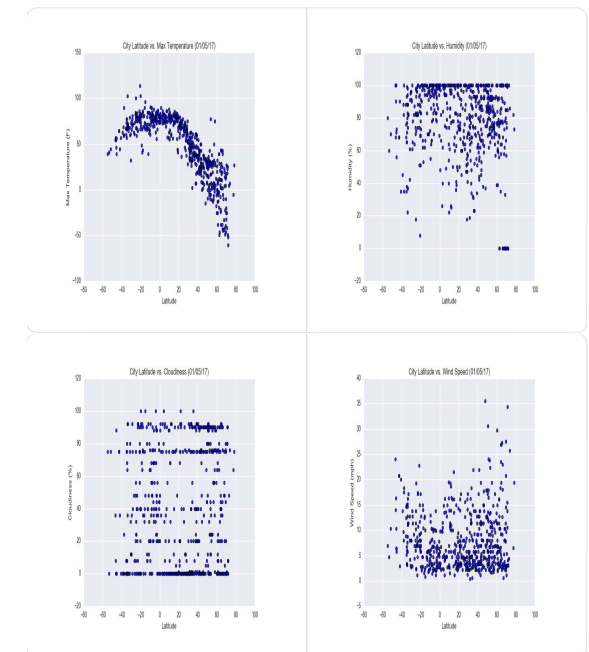 City Latitude vs. Max Temperature (01/05/17)
150
100
50
0
−50
−100
Max Temperature (F)
−80 −60 −40 −20 0 20 40 60 80 100
Latitude
City Latitude vs. Humidity (01/05/17)
120
100
80
60
40
20
0
−20
Humidity (%)
−80 −60 −40 −20 0 20 40 60 80 100
Latitude
City Latitude vs. Cloudiness (01/05/17)
120
100
80
60
40
20
0
−20
Cloudiness (%)
−80 −60 −40 −20 0 20 40 60 80 100
Latitude
City Latitude vs. Wind Speed (01/05/17)
40
35
30
25
20
15
10
5
0
−5
Wind Speed (mph)
−80 −60 −40 −20 0 20 40 60 80 100
Latitude